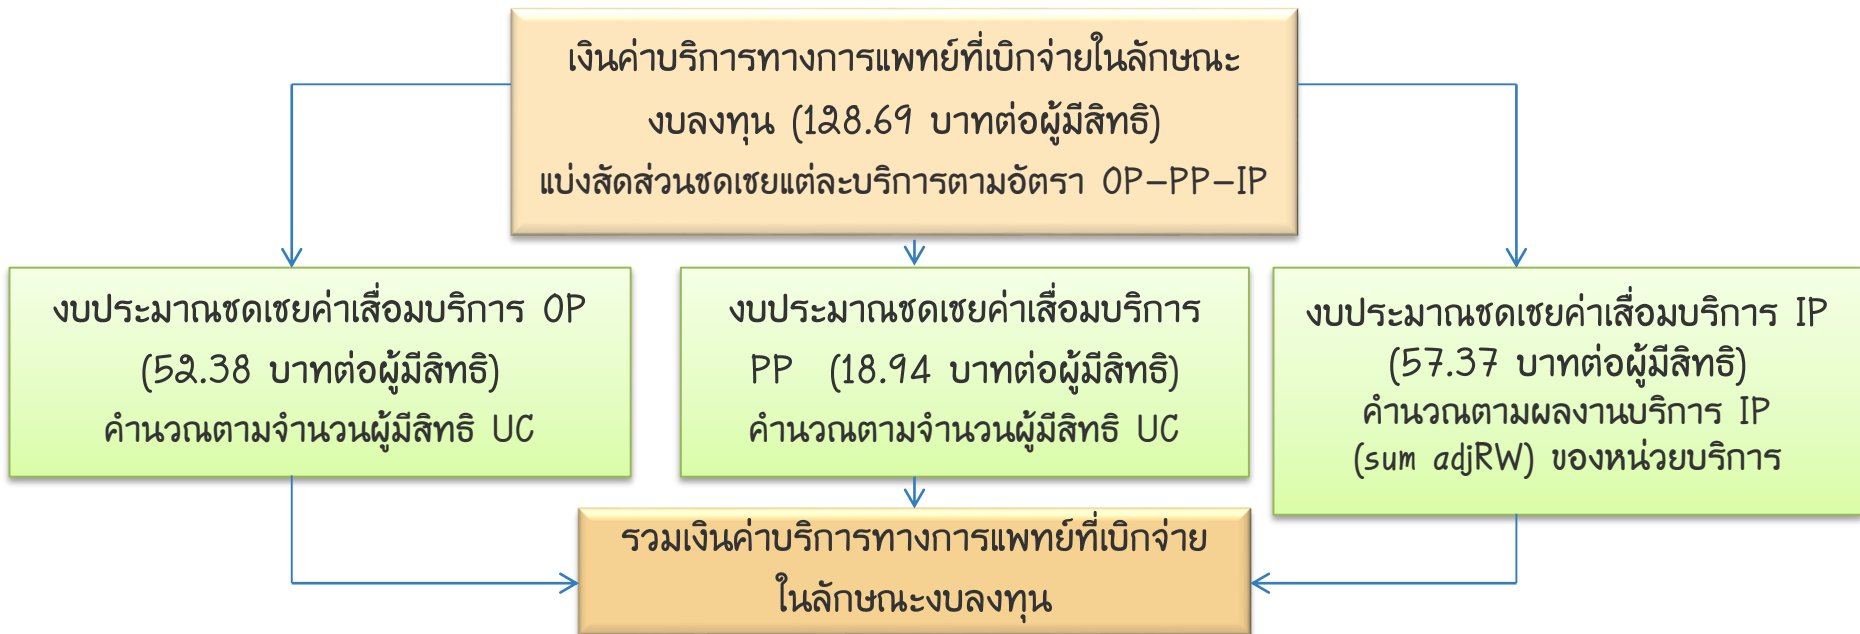 เงินค่าบริการทางการแพทย์ที่เบิกจ่ายในลักษณะ
งบลงทุน (128.69 บาทต่อผู้มีสิทธิ)
แบ่งสัดส่วนชดเชยแต่ละบริการตามอัตรา OP-PP-IP
งบประมาณชดเชยค่าเสื่อมบริการ OP
(52.38 บาทต่อผู้มีสิทธิ)
คำนวณตามจำนวนผู้มีสิทธิ UC
งบประมาณชดเชยค่าเสื่อมบริการ
PP (18.94 บาทต่อผู้มีสิทธิ)
คำนวณตามจำนวนผู้มีสิทธิ UC
งบประมาณชดเชยค่าเสื่อมบริการ IP
(57.37 บาทต่อผู้มีสิทธิ)
คำนวณตามผลงานบริการ IP
(sum adjRW) ของหน่วยบริการ
รวมเงินค่าบริการทางการแพทย์ที่เบิกจ่าย
ในลักษณะงบลงทุน